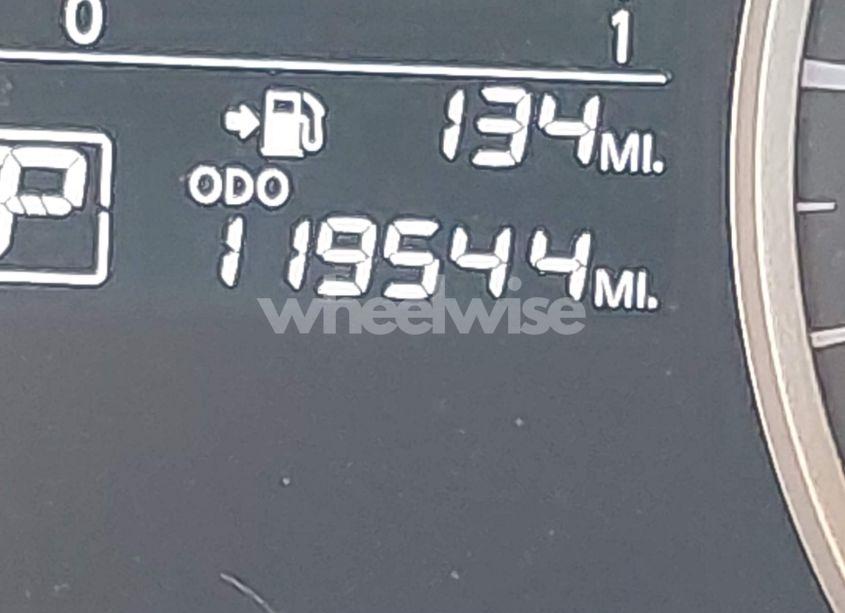 0 1
134 MI.
P
ODO
119544 MI.
wheelwise